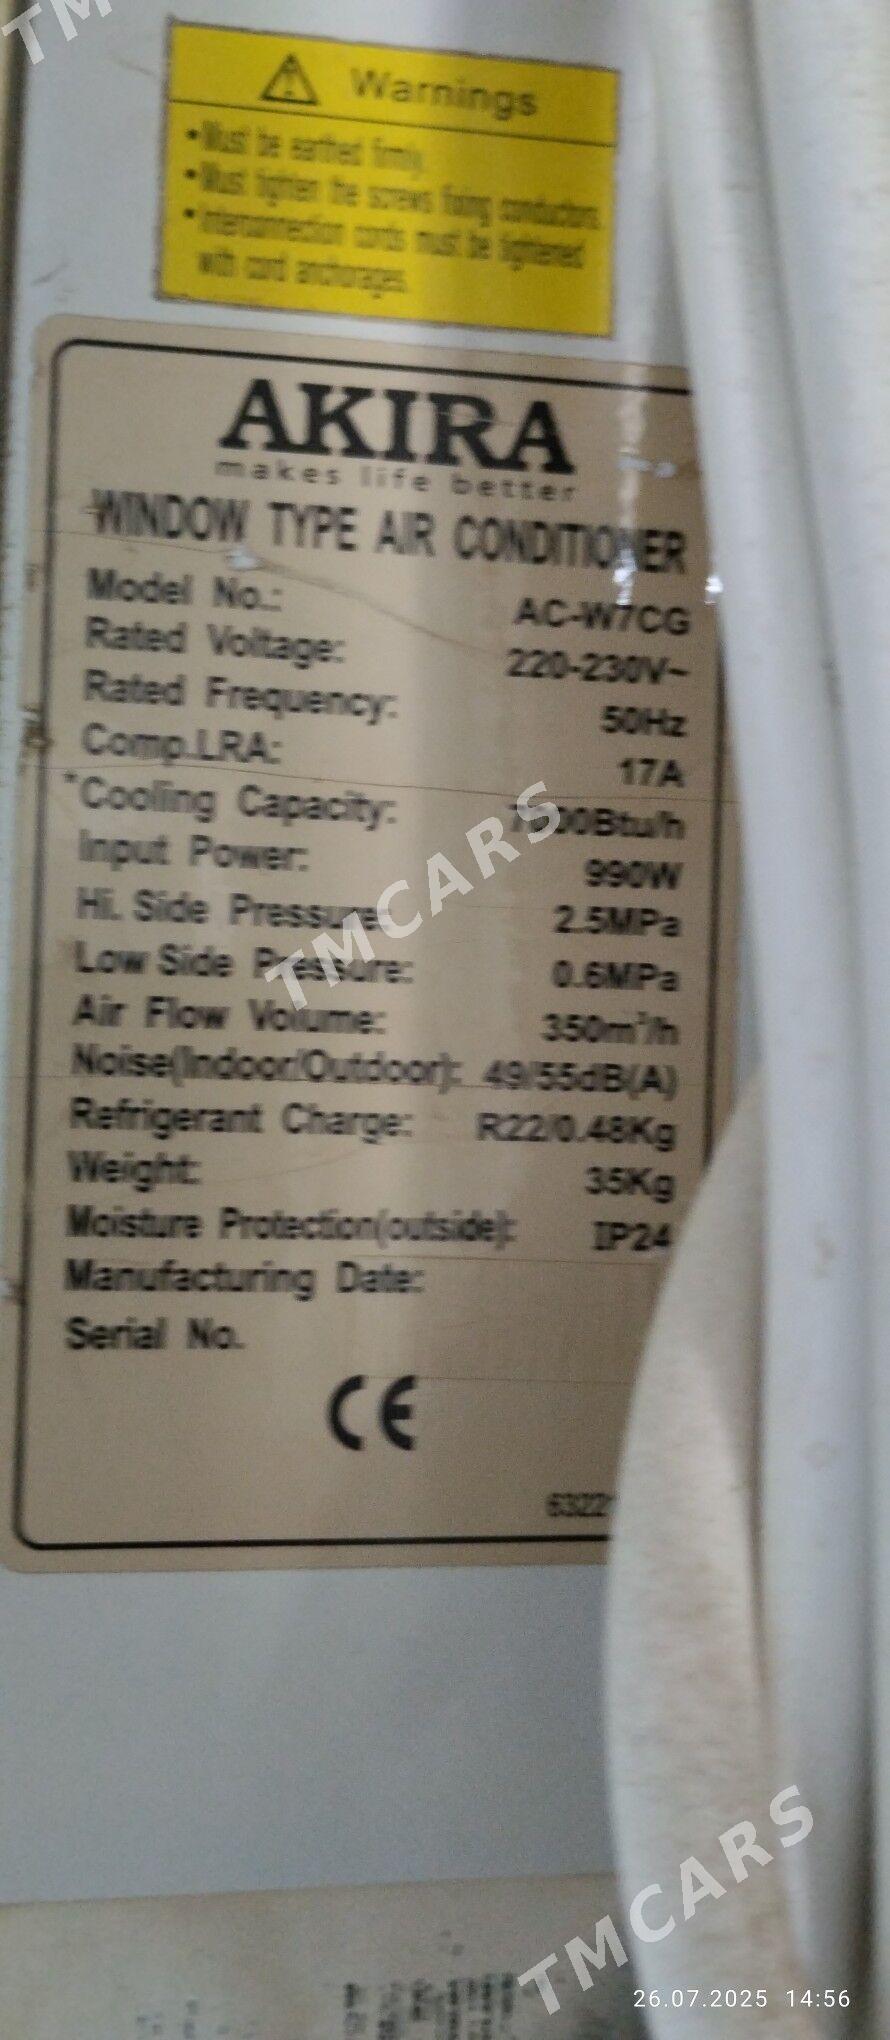 TM
Warnings
•Must be earthed firmly.
•Must tighten the screws fixing conductors.
•Interconnection cords must be tightened
with cord anchorages.
AKIRA
makes life better
WINDOW TYPE AIR CONDITIONER
Model No.: AC-W7CG
Rated Voltage: 220-230V~
Rated Frequency: 50Hz
Comp.LRA: 17A
*Cooling Capacity: 7000Btu/h
Input Power: 990W
Hi. Side Pressure: 2.5MPa
Low Side Pressure: 0.6MPa
Air Flow Volume: 350m³/h
Noise(Indoor/Outdoor): 49/55dB(A)
Refrigerant Charge: R22/0.48Kg
Weight: 35Kg
Moisture Protection(outside): IP24
Manufacturing Date:
Serial No.
CE
6322
TMCARS
TMCARS
26.07.2025 14:56